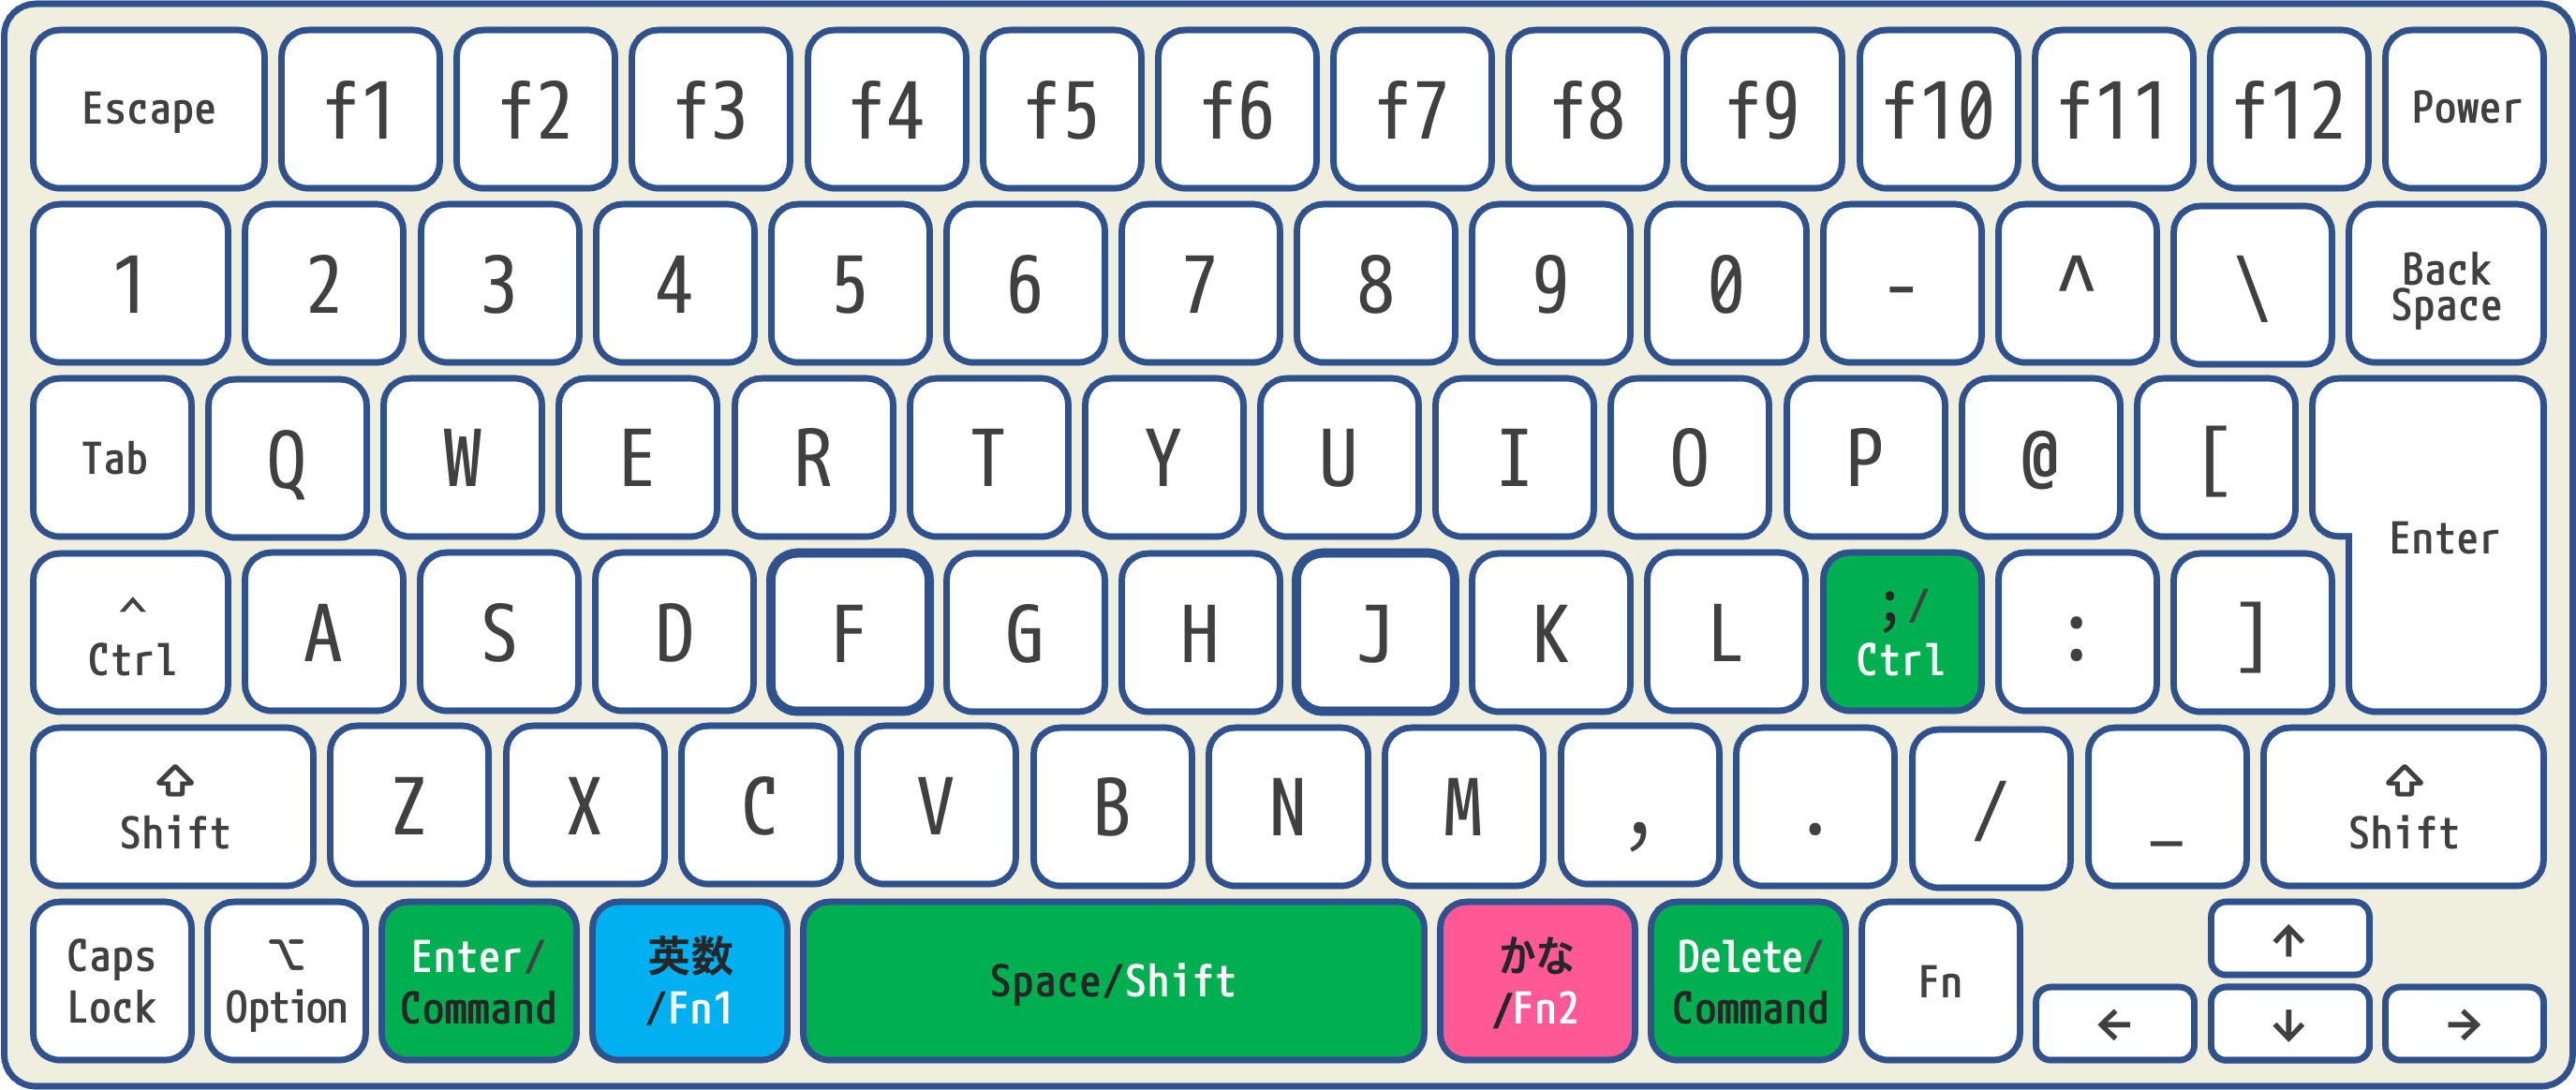 Escape f1 f2 f3 f4 f5 f6 f7 f8 f9 f10 f11 f12 Power
1 2 3 4 5 6 7 8 9 0 - ^ \ Back
Space
Tab Q W E R T Y U I O P @ [
Enter
^
Ctrl A S D F G H J K L ;/
Ctrl : ]
⇧
Shift Z X C V B N M , . / _ ⇧
Shift
Caps
Lock
⌥
Option
Enter/
Command
英数
/Fn1
Space/Shift
かな
/Fn2
Delete/
Command
Fn
↑
← ↓ →